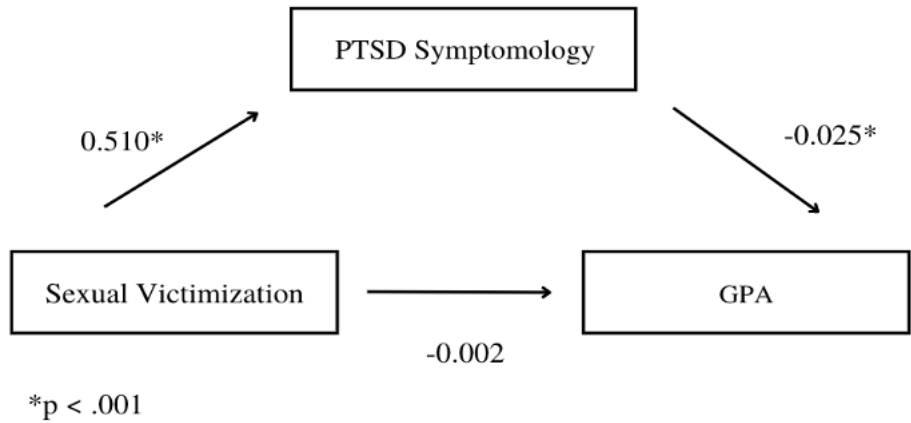 PTSD Symptomology
0.510*
-0.025*
Sexual Victimization
GPA
-0.002
*p < .001